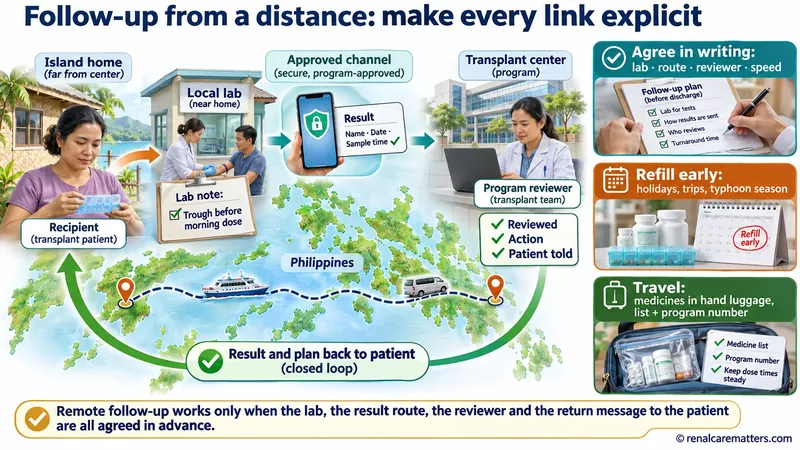 Follow-up from a distance: make every link explicit
Island home
(far from center)
Local lab
(near home)
Approved channel
(secure, program-approved)
Transplant center
(program)
Result
Name · Date ·
Sample time
Lab note:
Trough before
morning dose
Recipient
(transplant patient)
Program reviewer
(transplant team)
Reviewed
Action
Patient told
Philippines
Result and plan back to patient
(closed loop)
Agree in writing:
lab · route · reviewer · speed
Follow-up plan
(before discharge)
Lab for tests
How results are sent
Who reviews
Turnaround time
Refill early:
holidays, trips, typhoon season
Refill
early
Travel:
medicines in hand luggage,
list + program number
Medicine list
Program number
Keep dose times
steady
Remote follow-up works only when the lab, the result route, the reviewer and the return message to the patient
are all agreed in advance.
© renalcarematters.com